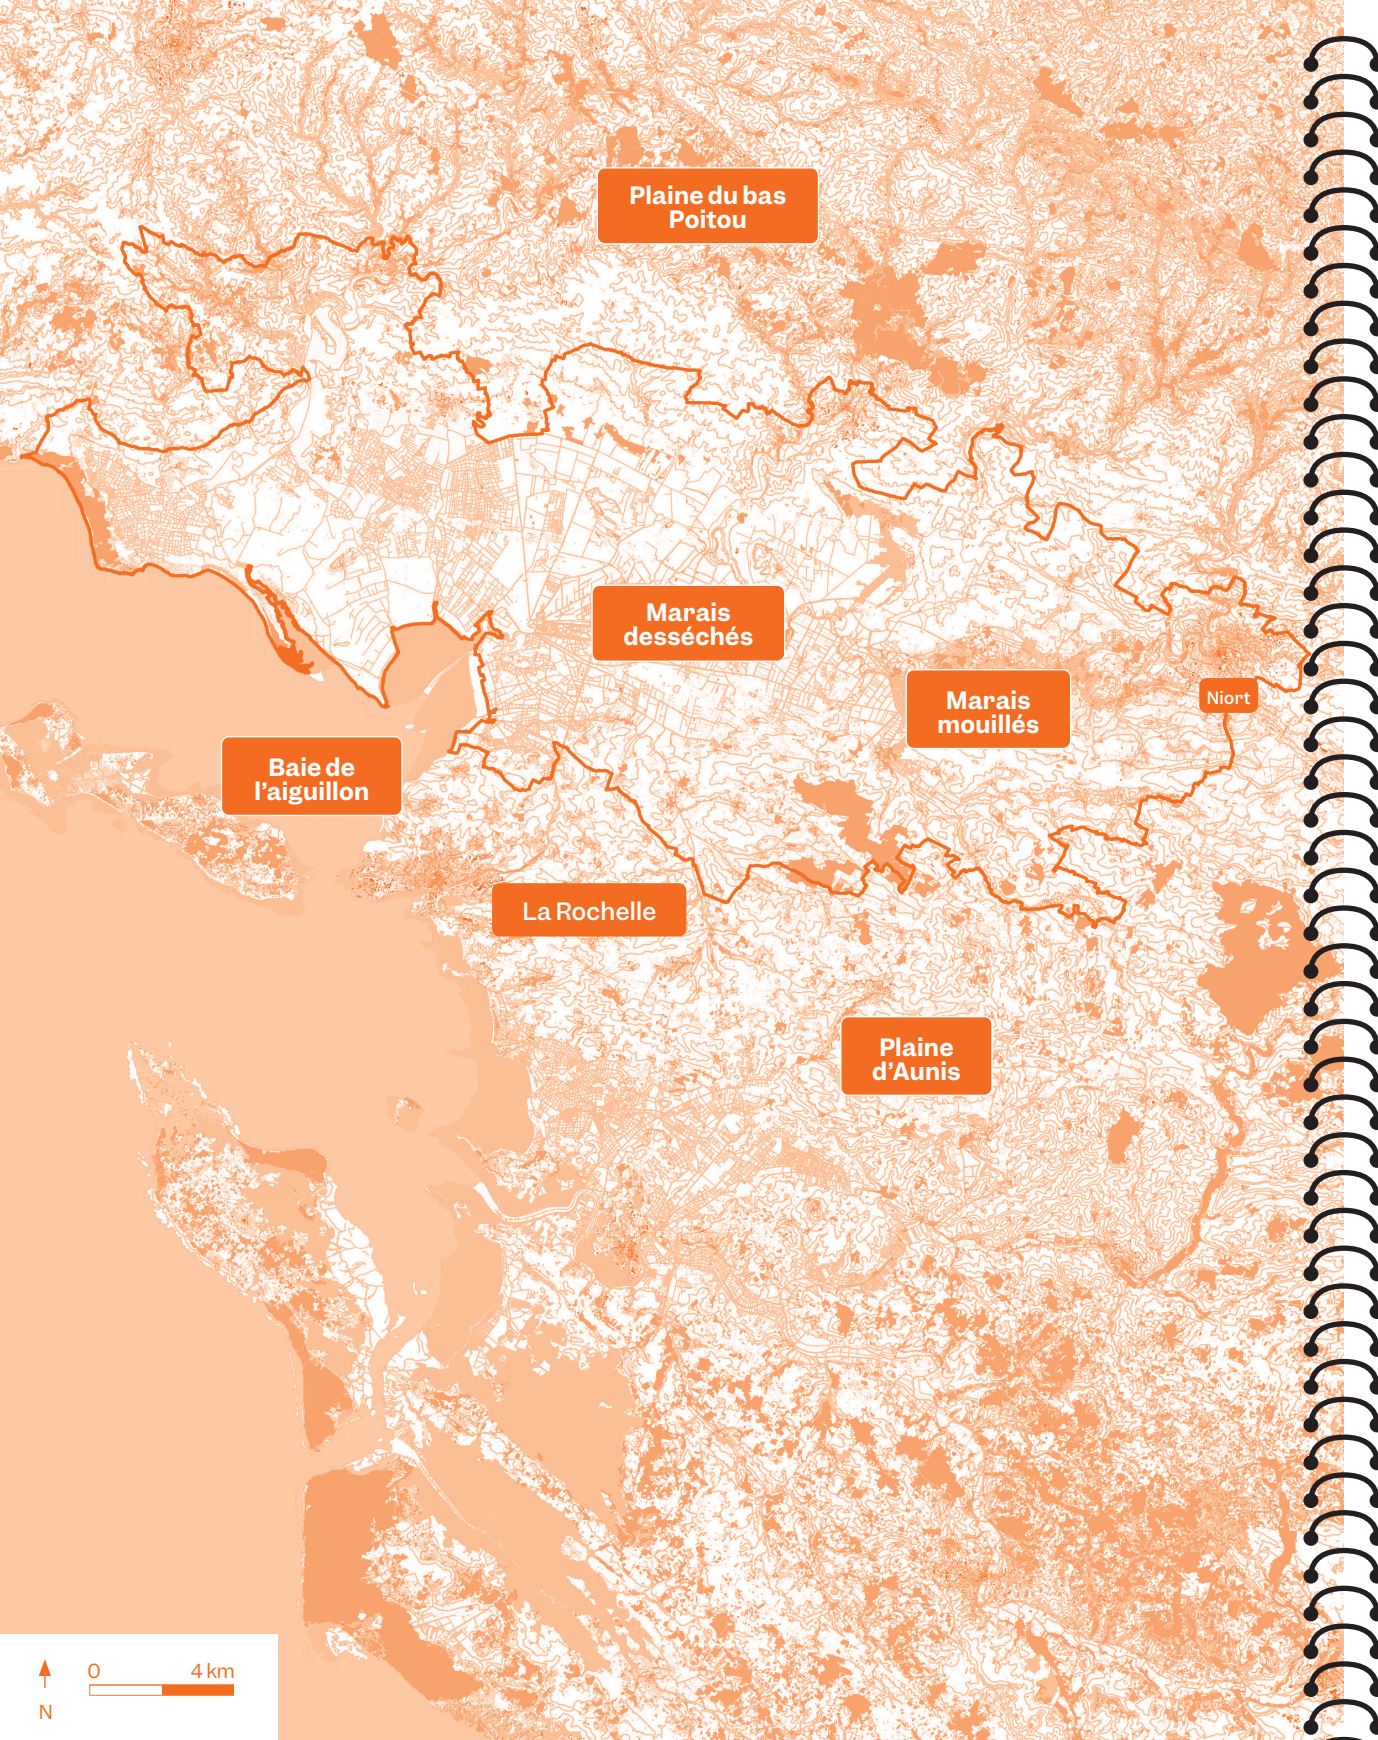 Plaine du bas
Poitou
Marais
desséchés
Marais
mouillés
Niort
Baie de
l'aiguillon
La Rochelle
Plaine
d'Aunis
0 4 km
N